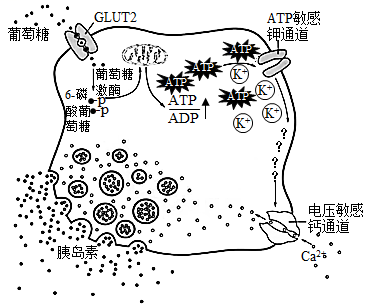 葡萄糖
GLUT2
ATP敏感
钾通道
葡萄糖
激酶
6-磷
酸葡
萄糖
p
p
ATP
ADP
ATP
ATP
ATP
ATP
K+
K+
K+
K+
?
?
?
?
胰岛素
电压敏感
钙通道
Ca2+